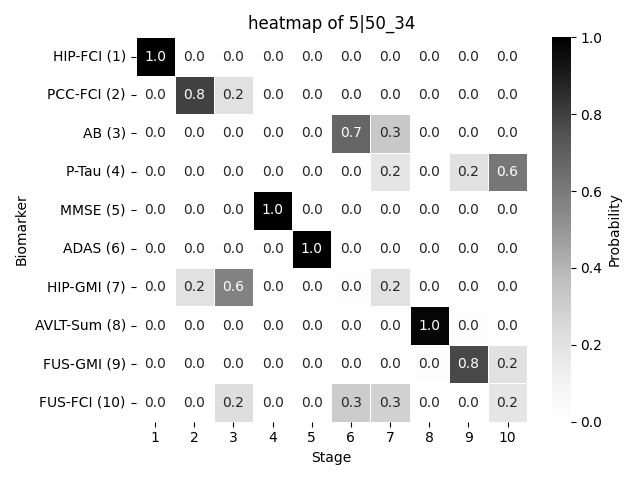 heatmap of 5|50_34
HIP-FCI (1) 1.0 0.0 0.0 0.0 0.0 0.0 0.0 0.0 0.0 0.0
PCC-FCI (2) 0.0 0.8 0.2 0.0 0.0 0.0 0.0 0.0 0.0 0.0
AB (3) 0.0 0.0 0.0 0.0 0.0 0.7 0.3 0.0 0.0 0.0
P-Tau (4) 0.0 0.0 0.0 0.0 0.0 0.0 0.2 0.0 0.2 0.6
MMSE (5) 0.0 0.0 0.0 1.0 0.0 0.0 0.0 0.0 0.0 0.0
ADAS (6) 0.0 0.0 0.0 0.0 1.0 0.0 0.0 0.0 0.0 0.0
HIP-GMI (7) 0.0 0.2 0.6 0.0 0.0 0.0 0.2 0.0 0.0 0.0
AVLT-Sum (8) 0.0 0.0 0.0 0.0 0.0 0.0 0.0 1.0 0.0 0.0
FUS-GMI (9) 0.0 0.0 0.0 0.0 0.0 0.0 0.0 0.0 0.8 0.2
FUS-FCI (10) 0.0 0.0 0.2 0.0 0.0 0.3 0.3 0.0 0.0 0.2
1 2 3 4 5 6 7 8 9 10
Stage
Biomarker
1.0
0.8
0.6
0.4
0.2
0.0
Probability